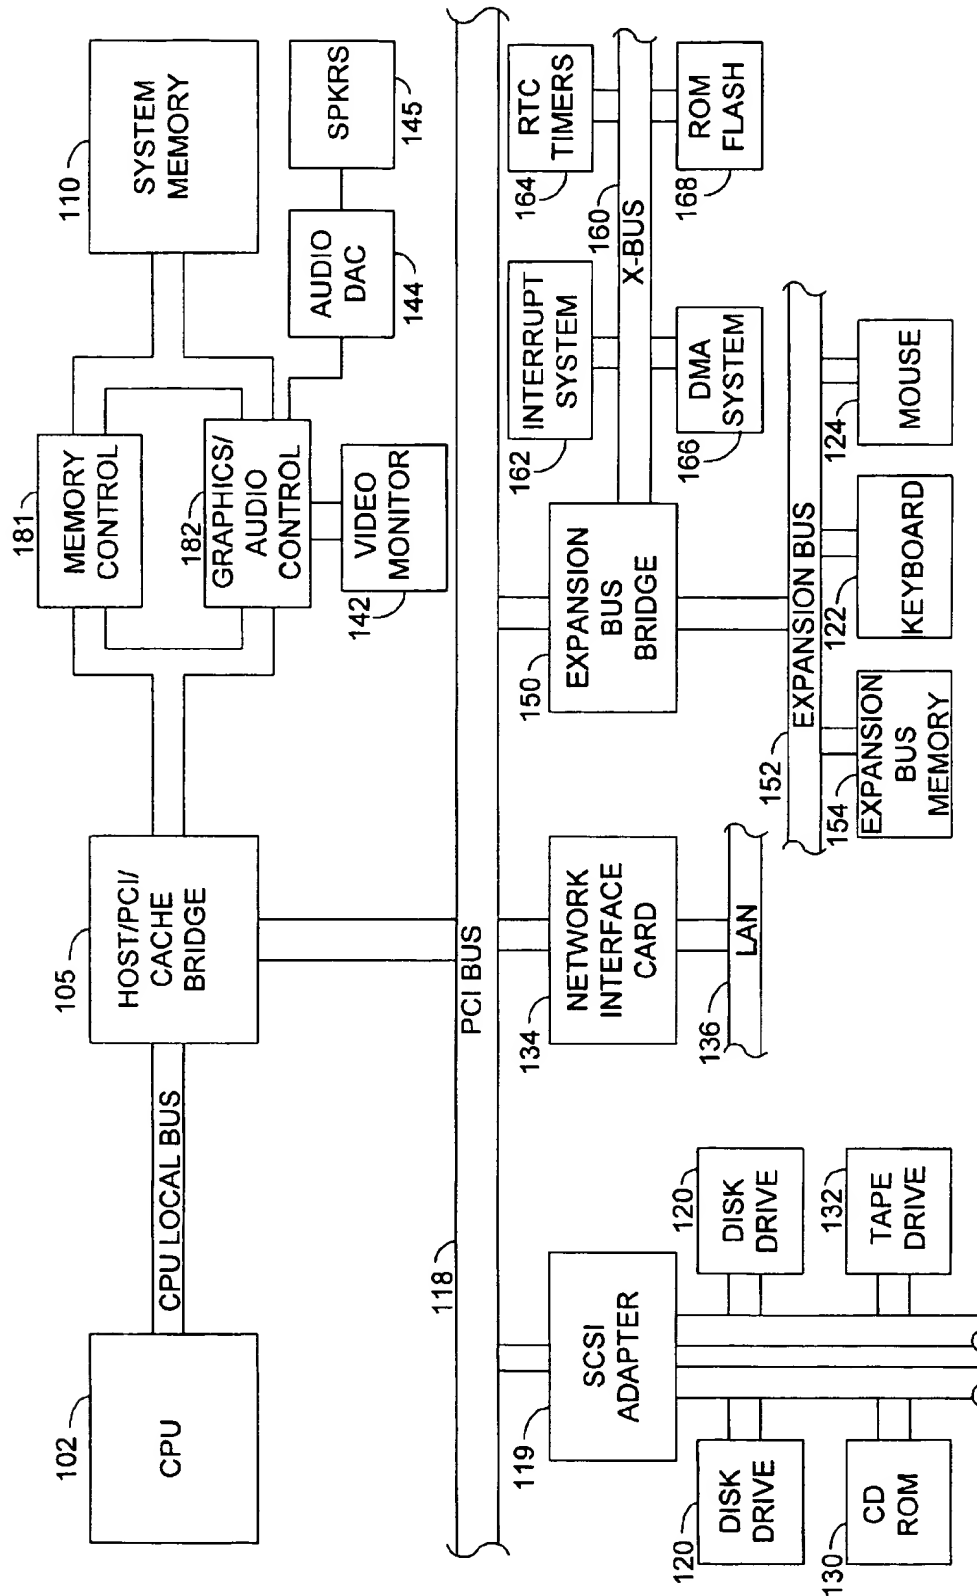 110
SYSTEM
MEMORY
181
MEMORY
CONTROL
182
GRAPHICS/
AUDIO
CONTROL
VIDEO
MONITOR
142
AUDIO
DAC
144
SPKRS
145
105
HOST/PCI/
CACHE
BRIDGE
CPU LOCAL BUS
102
CPU
118
PCI BUS
119
SCSI
ADAPTER
120
DISK
DRIVE
120
DISK
DRIVE
130
CD
ROM
132
TAPE
DRIVE
134
NETWORK
INTERFACE
CARD
136
LAN
150
EXPANSION
BUS
BRIDGE
162
INTERRUPT
SYSTEM
164
RTC
TIMERS
160
X-BUS
166
DMA
SYSTEM
168
ROM
FLASH
152
EXPANSION BUS
154
EXPANSION
BUS
MEMORY
122
KEYBOARD
124
MOUSE